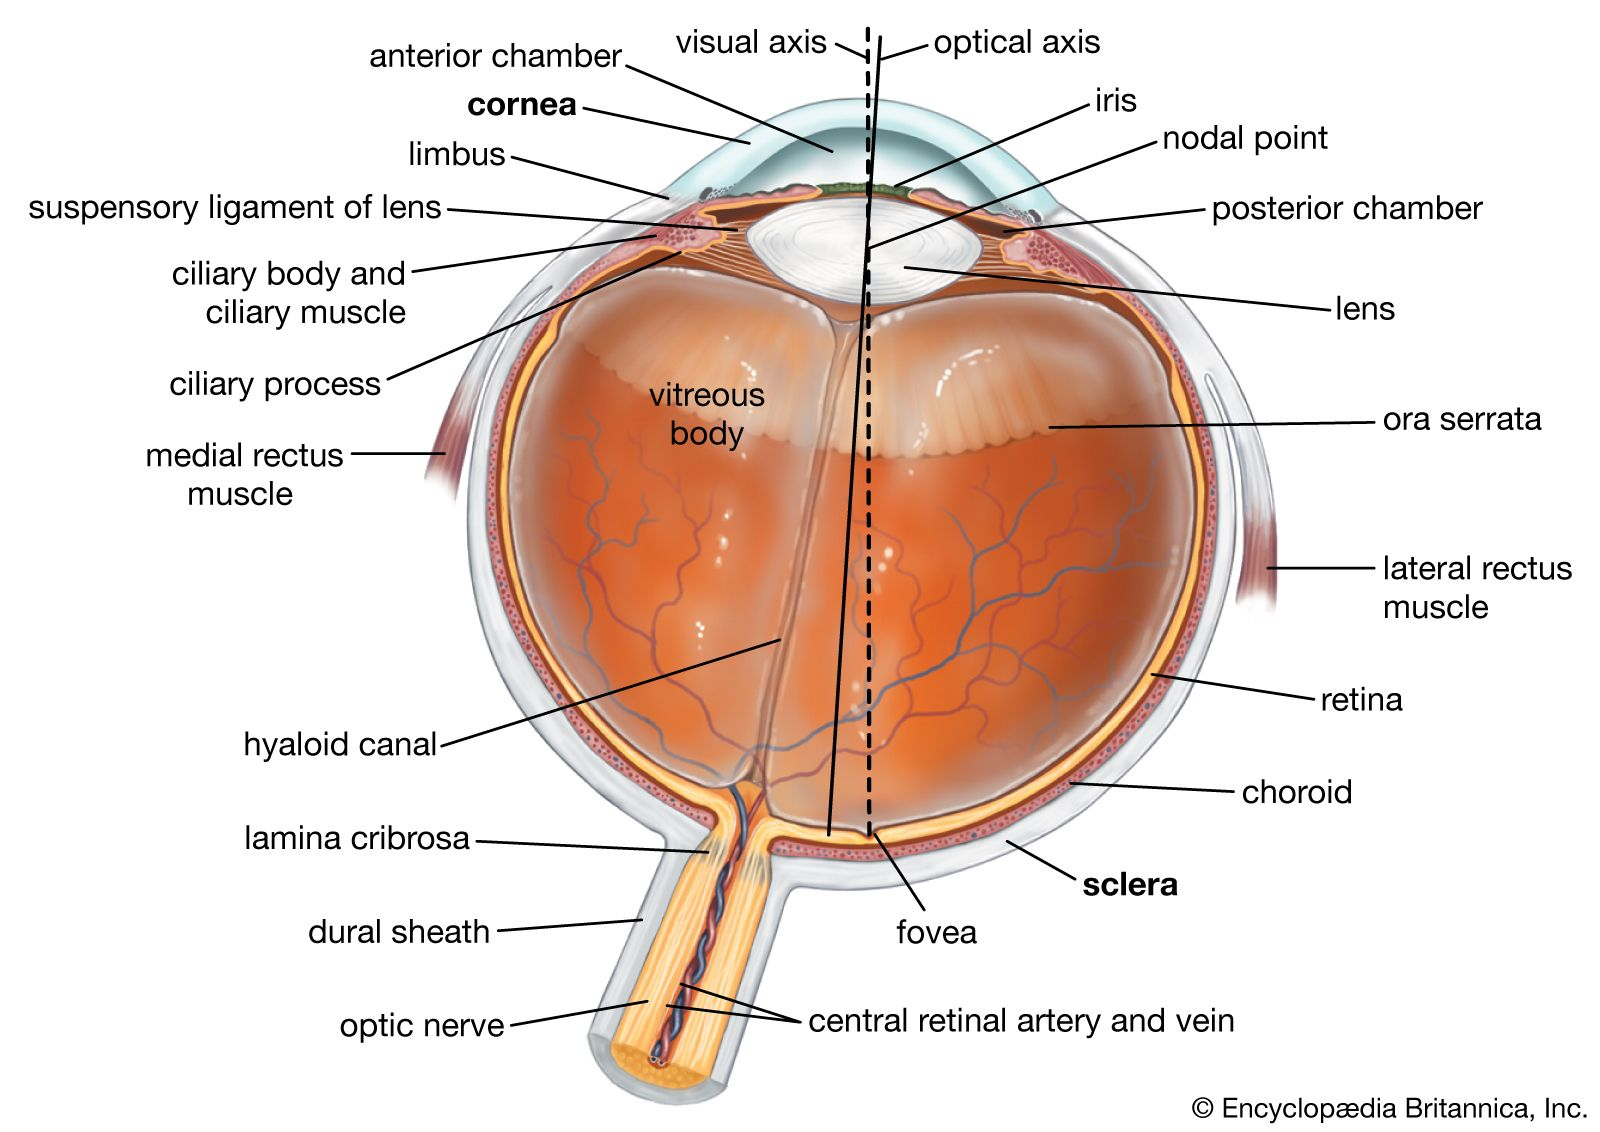 visual axis
optical axis
anterior chamber
cornea
iris
limbus
nodal point
suspensory ligament of lens
posterior chamber
ciliary body and
ciliary muscle
lens
ciliary process
vitreous
body
ora serrata
medial rectus
muscle
lateral rectus
muscle
retina
hyaloid canal
choroid
lamina cribrosa
sclera
dural sheath
fovea
optic nerve
central retinal artery and vein
© Encyclopædia Britannica, Inc.